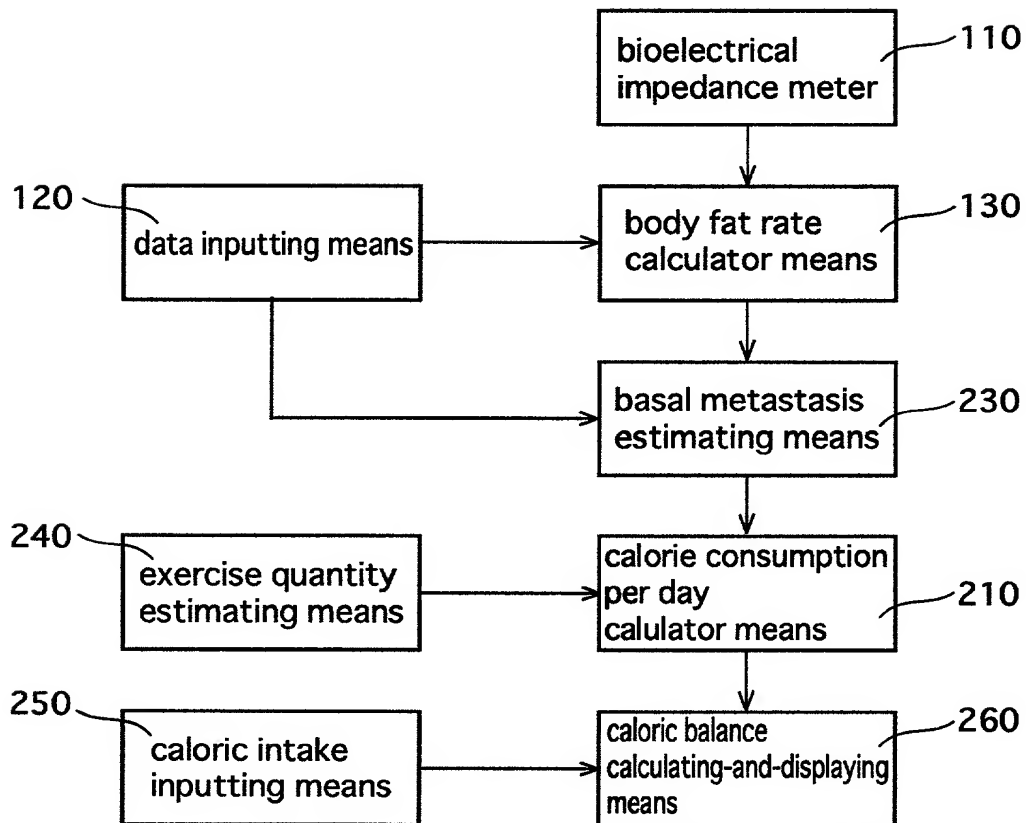 bioelectrical
impedance meter
110
120
data inputting means
body fat rate
calculator means
130
basal metastasis
estimating means
230
240
exercise quantity
estimating means
calorie consumption
per day
calulator means
210
250
caloric intake
inputting means
caloric balance
calculating-and-displaying
means
260